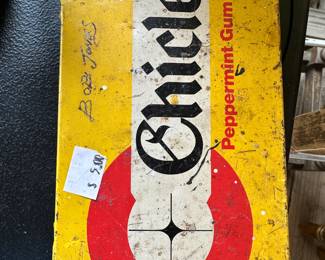 Chicle
Peppermint Gum
$ 5.00